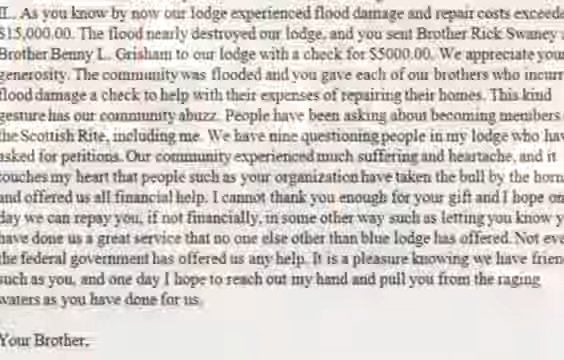 IL. As you know by now our lodge experienced flood damage and repair costs exceede
$15,000.00. The flood nearly destroyed our lodge, and you sent Brother Rick Swaney
Brother Benny L. Grisham to our lodge with a check for $5000.00. We appreciate your
generosity. The community was flooded and you gave each of our brothers who incurr
flood damage a check to help with their expenses of repairing their homes. This kind
gesture has our community abuzz. People have been asking about becoming members
the Scottish Rite, including me. We have nine questioning people in my lodge who hav
asked for petitions. Our community experienced much suffering and heartache, and it
touches my heart that people such as your organization have taken the bull by the horn
and offered us all financial help. I cannot thank you enough for your gift and I hope on
day we can repay you, if not financially, in some other way such as letting you know y
have done us a great service that no one else other than blue lodge has offered. Not eve
the federal government has offered us any help. It is a pleasure knowing we have frien
such as you, and one day I hope to reach out my hand and pull you from the raging
waters as you have done for us.
Your Brother,